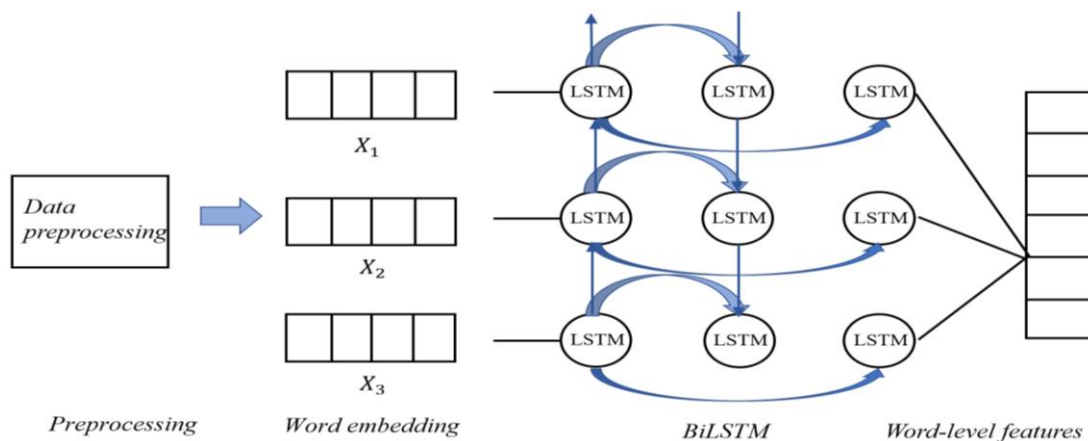 LSTM LSTM LSTM
X₁
Data
preprocessing
LSTM LSTM LSTM
X₂
LSTM LSTM LSTM
X₃
Preprocessing Word embedding BiLSTM Word-level features